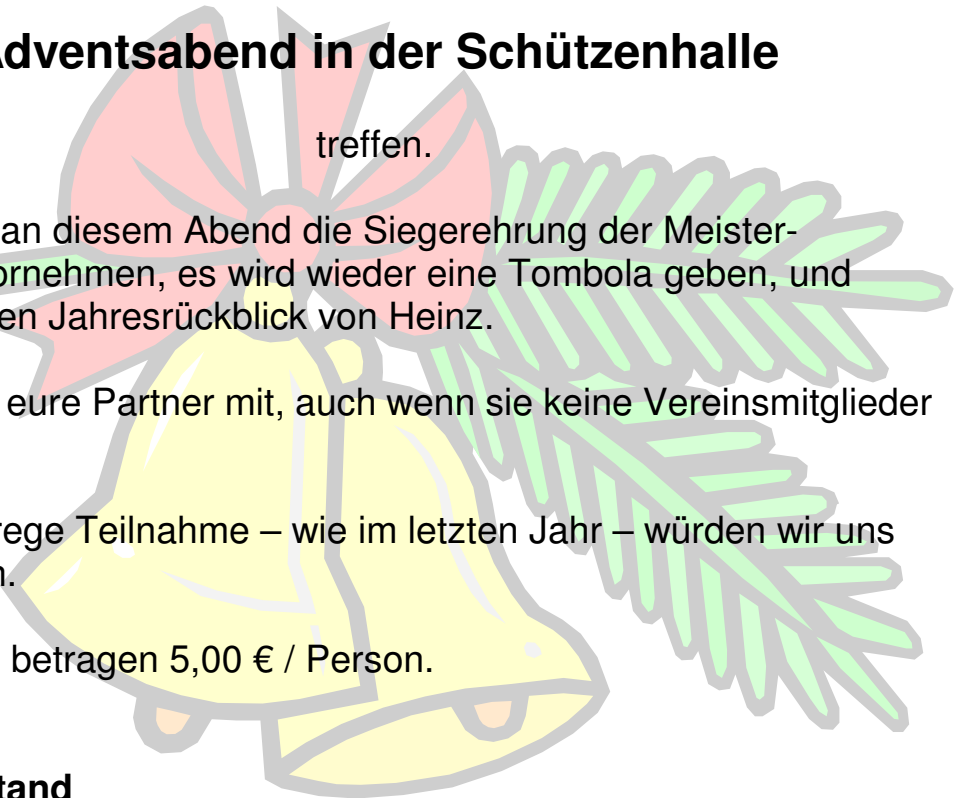 Adventsabend in der Schützenhalle
treffen.
an diesem Abend die Siegerehrung der Meister-
ornehmen, es wird wieder eine Tombola geben, und
en Jahresrückblick von Heinz.
eure Partner mit, auch wenn sie keine Vereinsmitglieder
rege Teilnahme – wie im letzten Jahr – würden wir uns
n.
betragen 5,00 € / Person.
tand